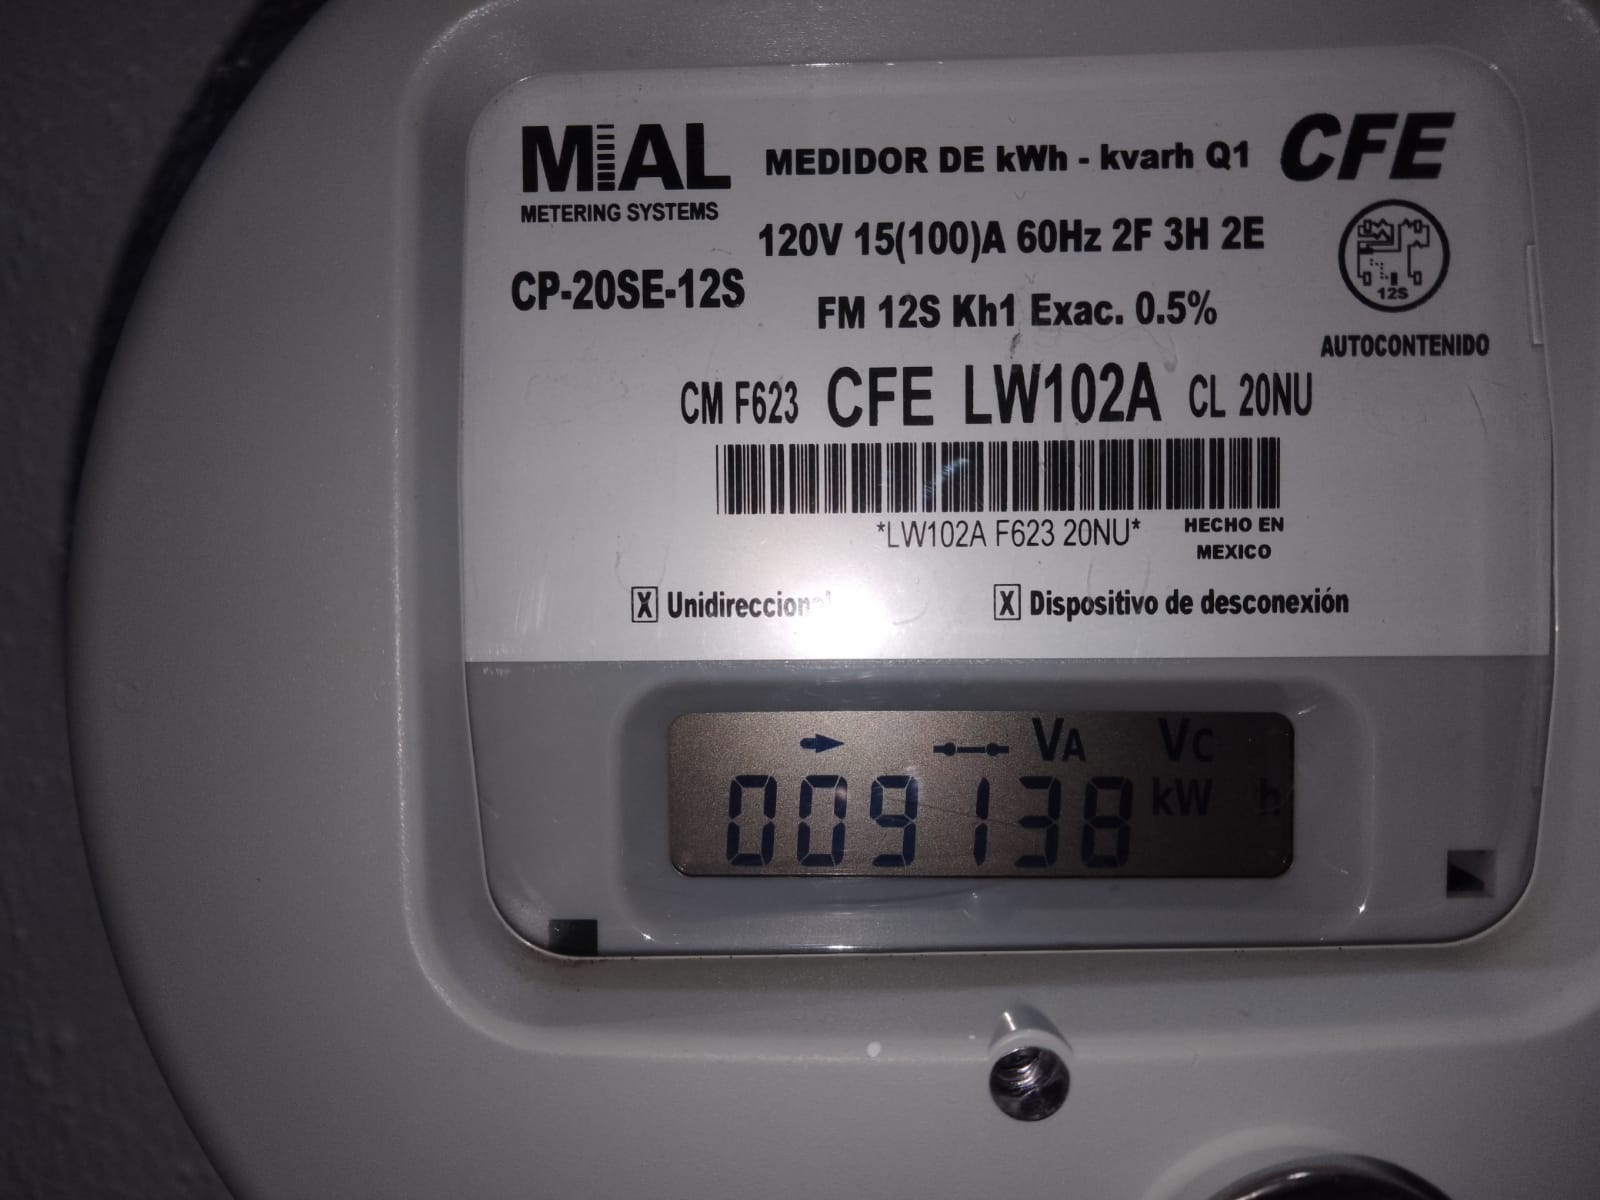 MIAL
METERING SYSTEMS
MEDIDOR DE kWh - kvarh Q1
CFE
120V 15(100)A 60Hz 2F 3H 2E
CP-20SE-12S
12S
FM 12S Kh1 Exac. 0.5%
AUTOCONTENIDO
CM F623 CFE LW102A CL 20NU
*LW102A F623 20NU*
HECHO EN
MEXICO
X Unidireccional
X Dispositivo de desconexión
VA VC
009138 kW h